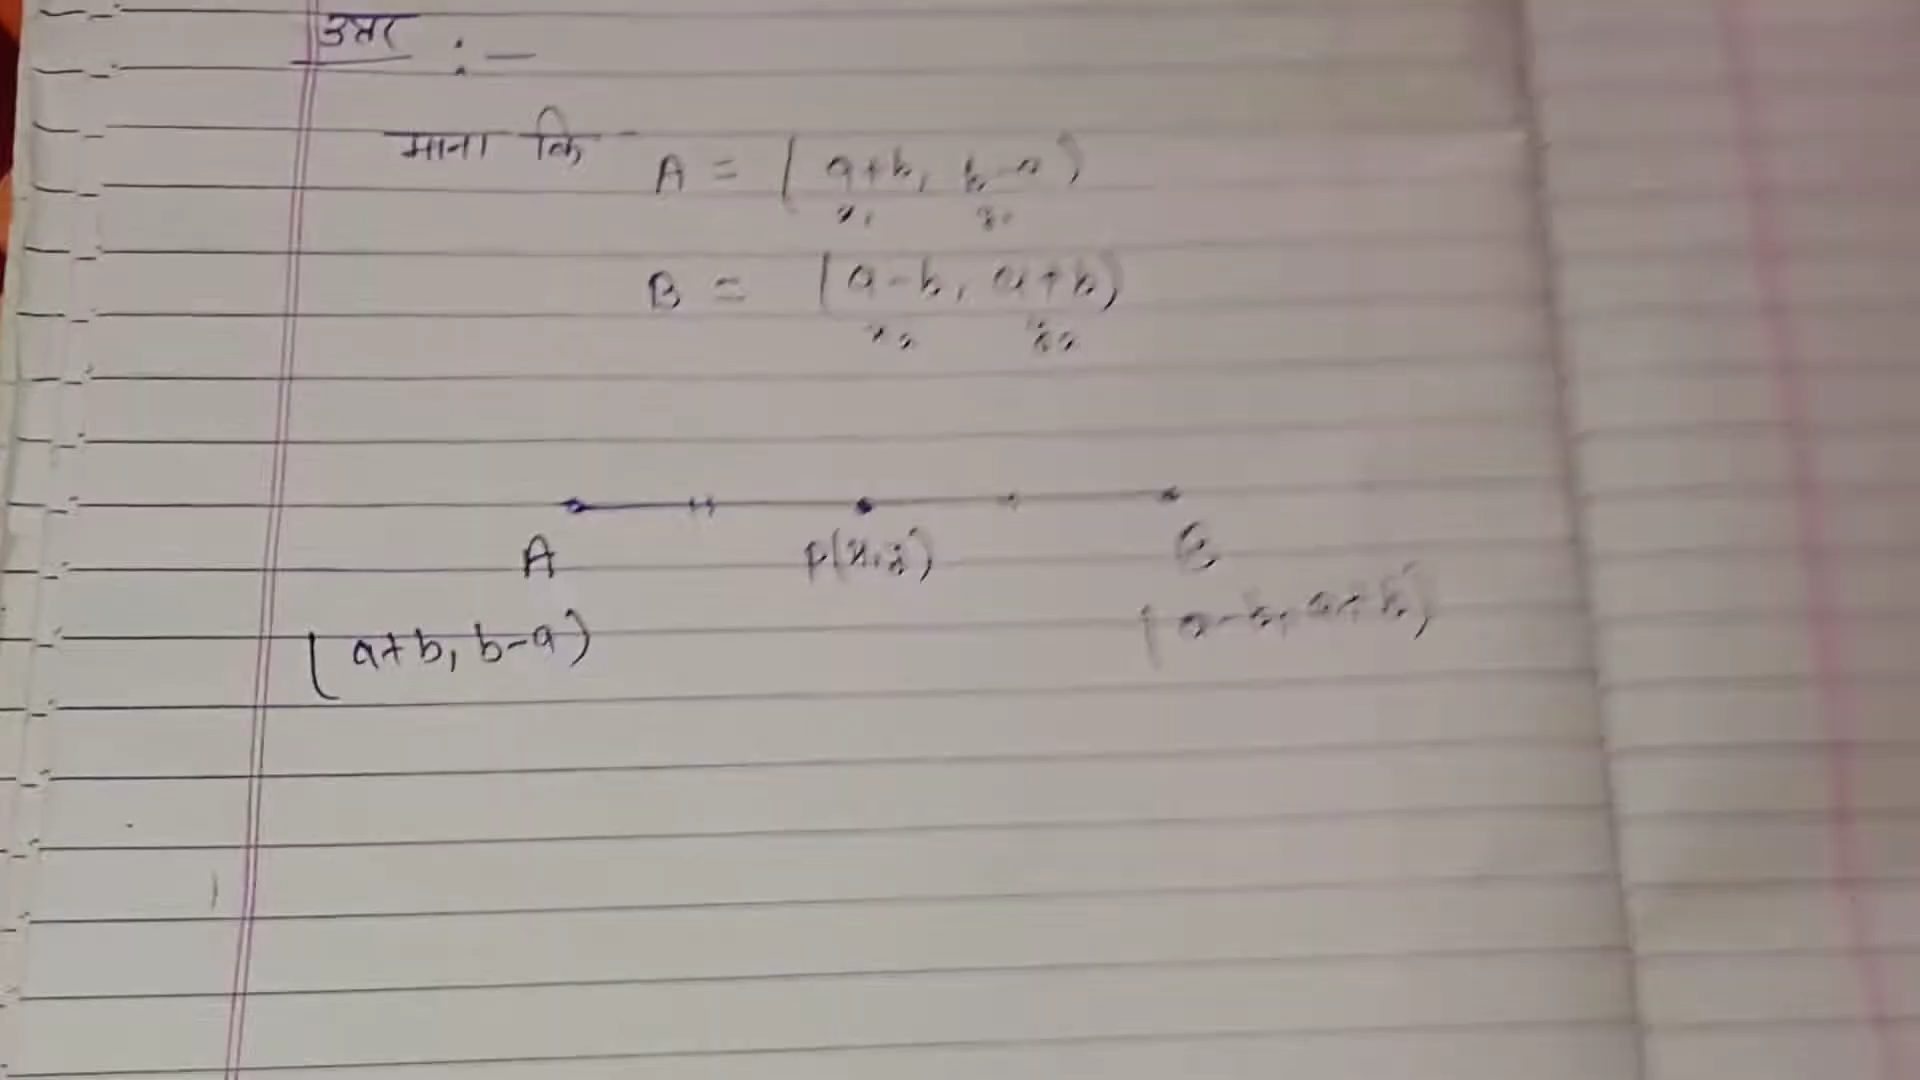 उत्तर :-
माना कि A = (a+b, b-a)
x₁ y₁
B = (a-b, a+b)
x₂ y₂
A P(x,y) B
(a+b, b-a) (a-b, a+b)